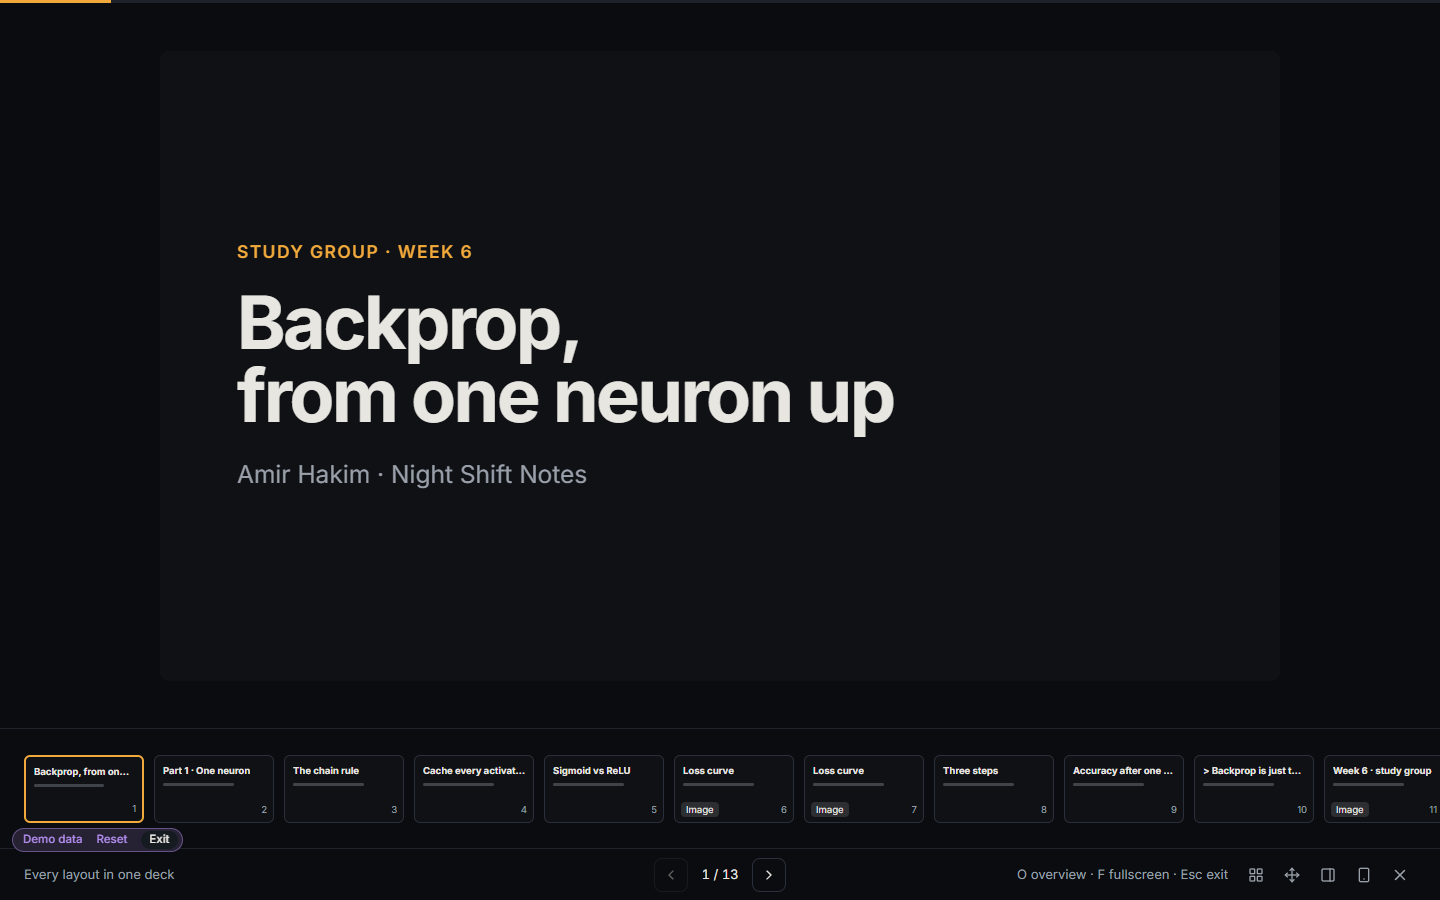 STUDY GROUP · WEEK 6
Backprop,
from one neuron up
Amir Hakim · Night Shift Notes
Backprop, from on...
1
Part 1 · One neuron
2
The chain rule
3
Cache every activat...
4
Sigmoid vs ReLU
5
Loss curve
Image
6
Loss curve
Image
7
Three steps
8
Accuracy after one ...
9
> Backprop is just t...
10
Week 6 · study group
Image
11
Demo data Reset Exit
Every layout in one deck
1 / 13
O overview · F fullscreen · Esc exit